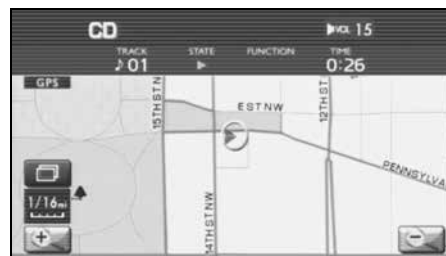 CD VOL 15
TRACK STATE FUNCTION TIME
01 0:26
GPS
15TH ST N
E ST NW
12TH ST
PENNSYLVA
1/16mi
14TH ST NW